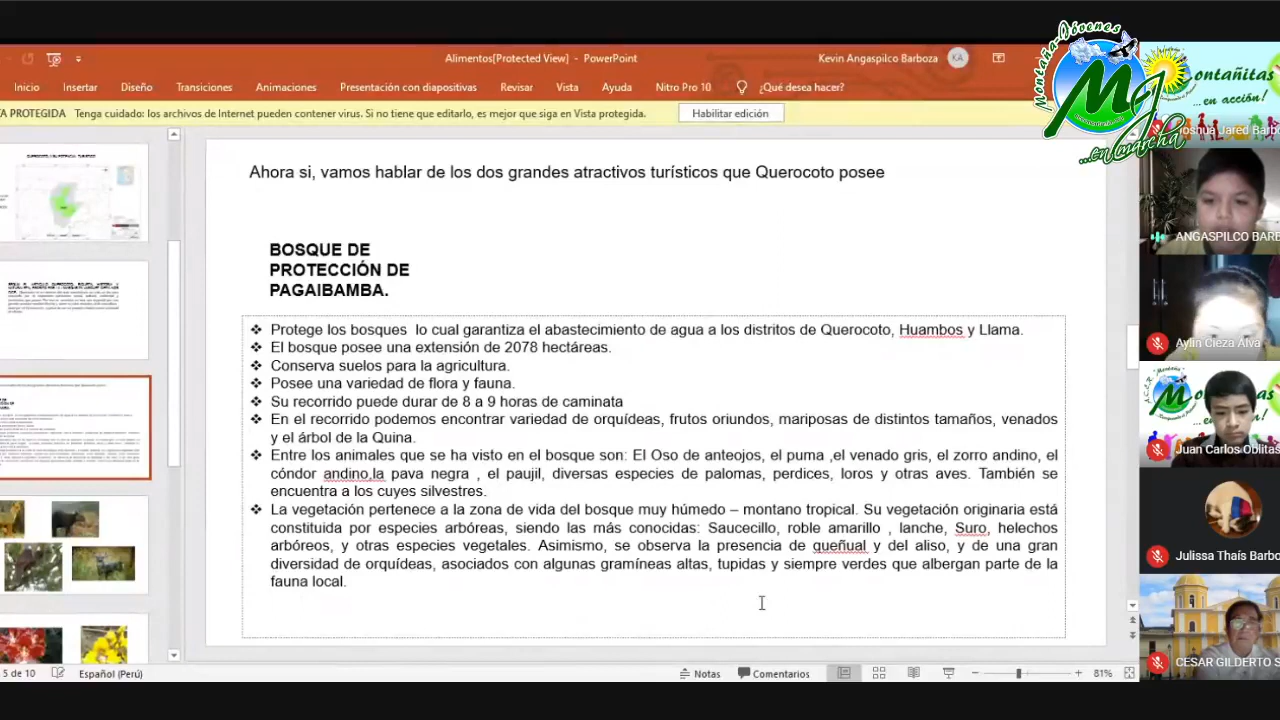 Alimentos[Protected View] - PowerPoint
Kevin Angaspilco Barboza
KA
Inicio Insertar Diseño Transiciones Animaciones Presentación con diapositivas Revisar Vista Ayuda Nitro Pro 10 ¿Qué desea hacer?
PROTEGIDA Tenga cuidado: los archivos de Internet pueden contener virus. Si no tiene que editarlo, es mejor que siga en Vista protegida. Habilitar edición
Ahora si, vamos hablar de los dos grandes atractivos turísticos que Querocoto posee
BOSQUE DE
PROTECCIÓN DE
PAGAIBAMBA.
❖ Protege los bosques lo cual garantiza el abastecimiento de agua a los distritos de Querocoto, Huambos y Llama.
❖ El bosque posee una extensión de 2078 hectáreas.
❖ Conserva suelos para la agricultura.
❖ Posee una variedad de flora y fauna.
❖ Su recorrido puede durar de 8 a 9 horas de caminata
❖ En el recorrido podemos encontrar variedad de orquídeas, frutos oriundos, mariposas de distintos tamaños, venados
y el árbol de la Quina.
❖ Entre los animales que se ha visto en el bosque son: El Oso de anteojos, el puma ,el venado gris, el zorro andino, el
cóndor andino,la pava negra , el paujil, diversas especies de palomas, perdices, loros y otras aves. También se
encuentra a los cuyes silvestres.
❖ La vegetación pertenece a la zona de vida del bosque muy húmedo – montano tropical. Su vegetación originaria está
constituida por especies arbóreas, siendo las más conocidas: Saucecillo, roble amarillo , lanche, Suro, helechos
arbóreos, y otras especies vegetales. Asimismo, se observa la presencia de queñual y del aliso, y de una gran
diversidad de orquídeas, asociados con algunas gramíneas altas, tupidas y siempre verdes que albergan parte de la
fauna local.
5 de 10 Español (Perú) Notas Comentarios 81%
Montaña-Jóvenes
Mj
...en marcha
ontañitas
...en acción!
Joshua Jared Barbo
ANGASPILCO BARB
Aylin Cieza Alva
Montaña
Juan Carlos Oblitas
Julissa Thaís Barbo
CESAR GILDERTO S